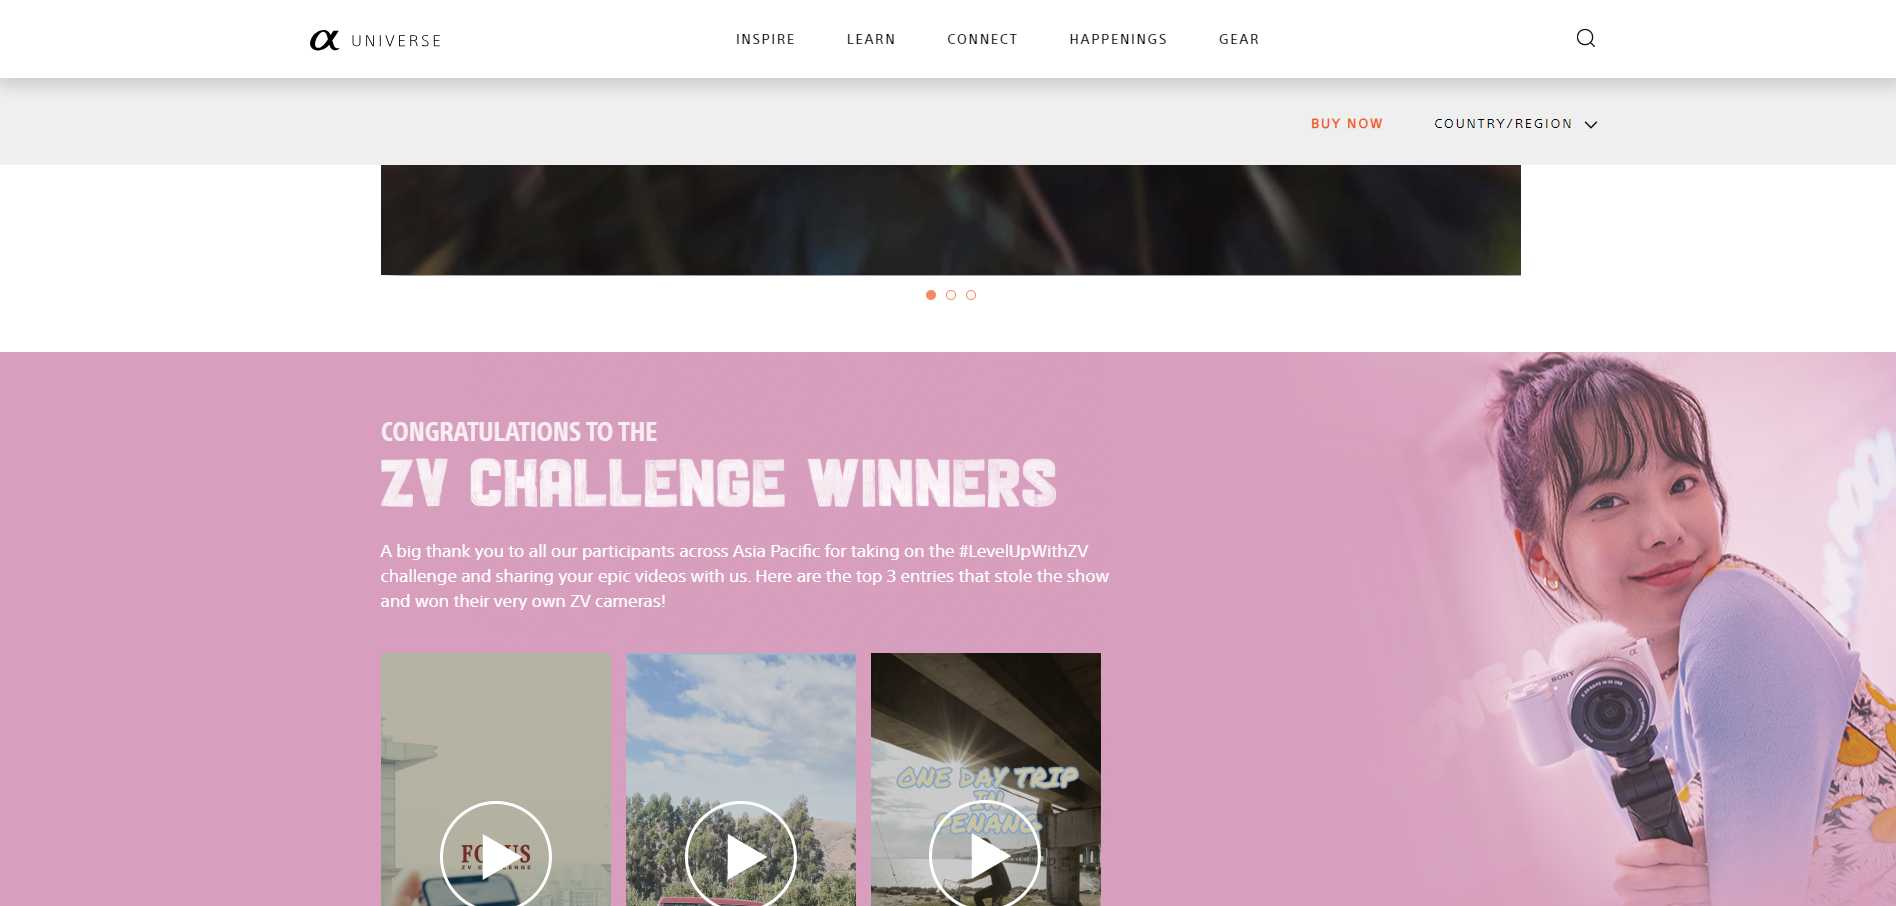 α UNIVERSE
INSPIRE
LEARN
CONNECT
HAPPENINGS
GEAR
BUY NOW
COUNTRY/REGION
CONGRATULATIONS TO THE
ZV CHALLENGE WINNERS
A big thank you to all our participants across Asia Pacific for taking on the #LevelUpWithZV
challenge and sharing your epic videos with us. Here are the top 3 entries that stole the show
and won their very own ZV cameras!
SONY
α
ONE DAY TRIP
IN
PENANG
ZV CHALLENGE